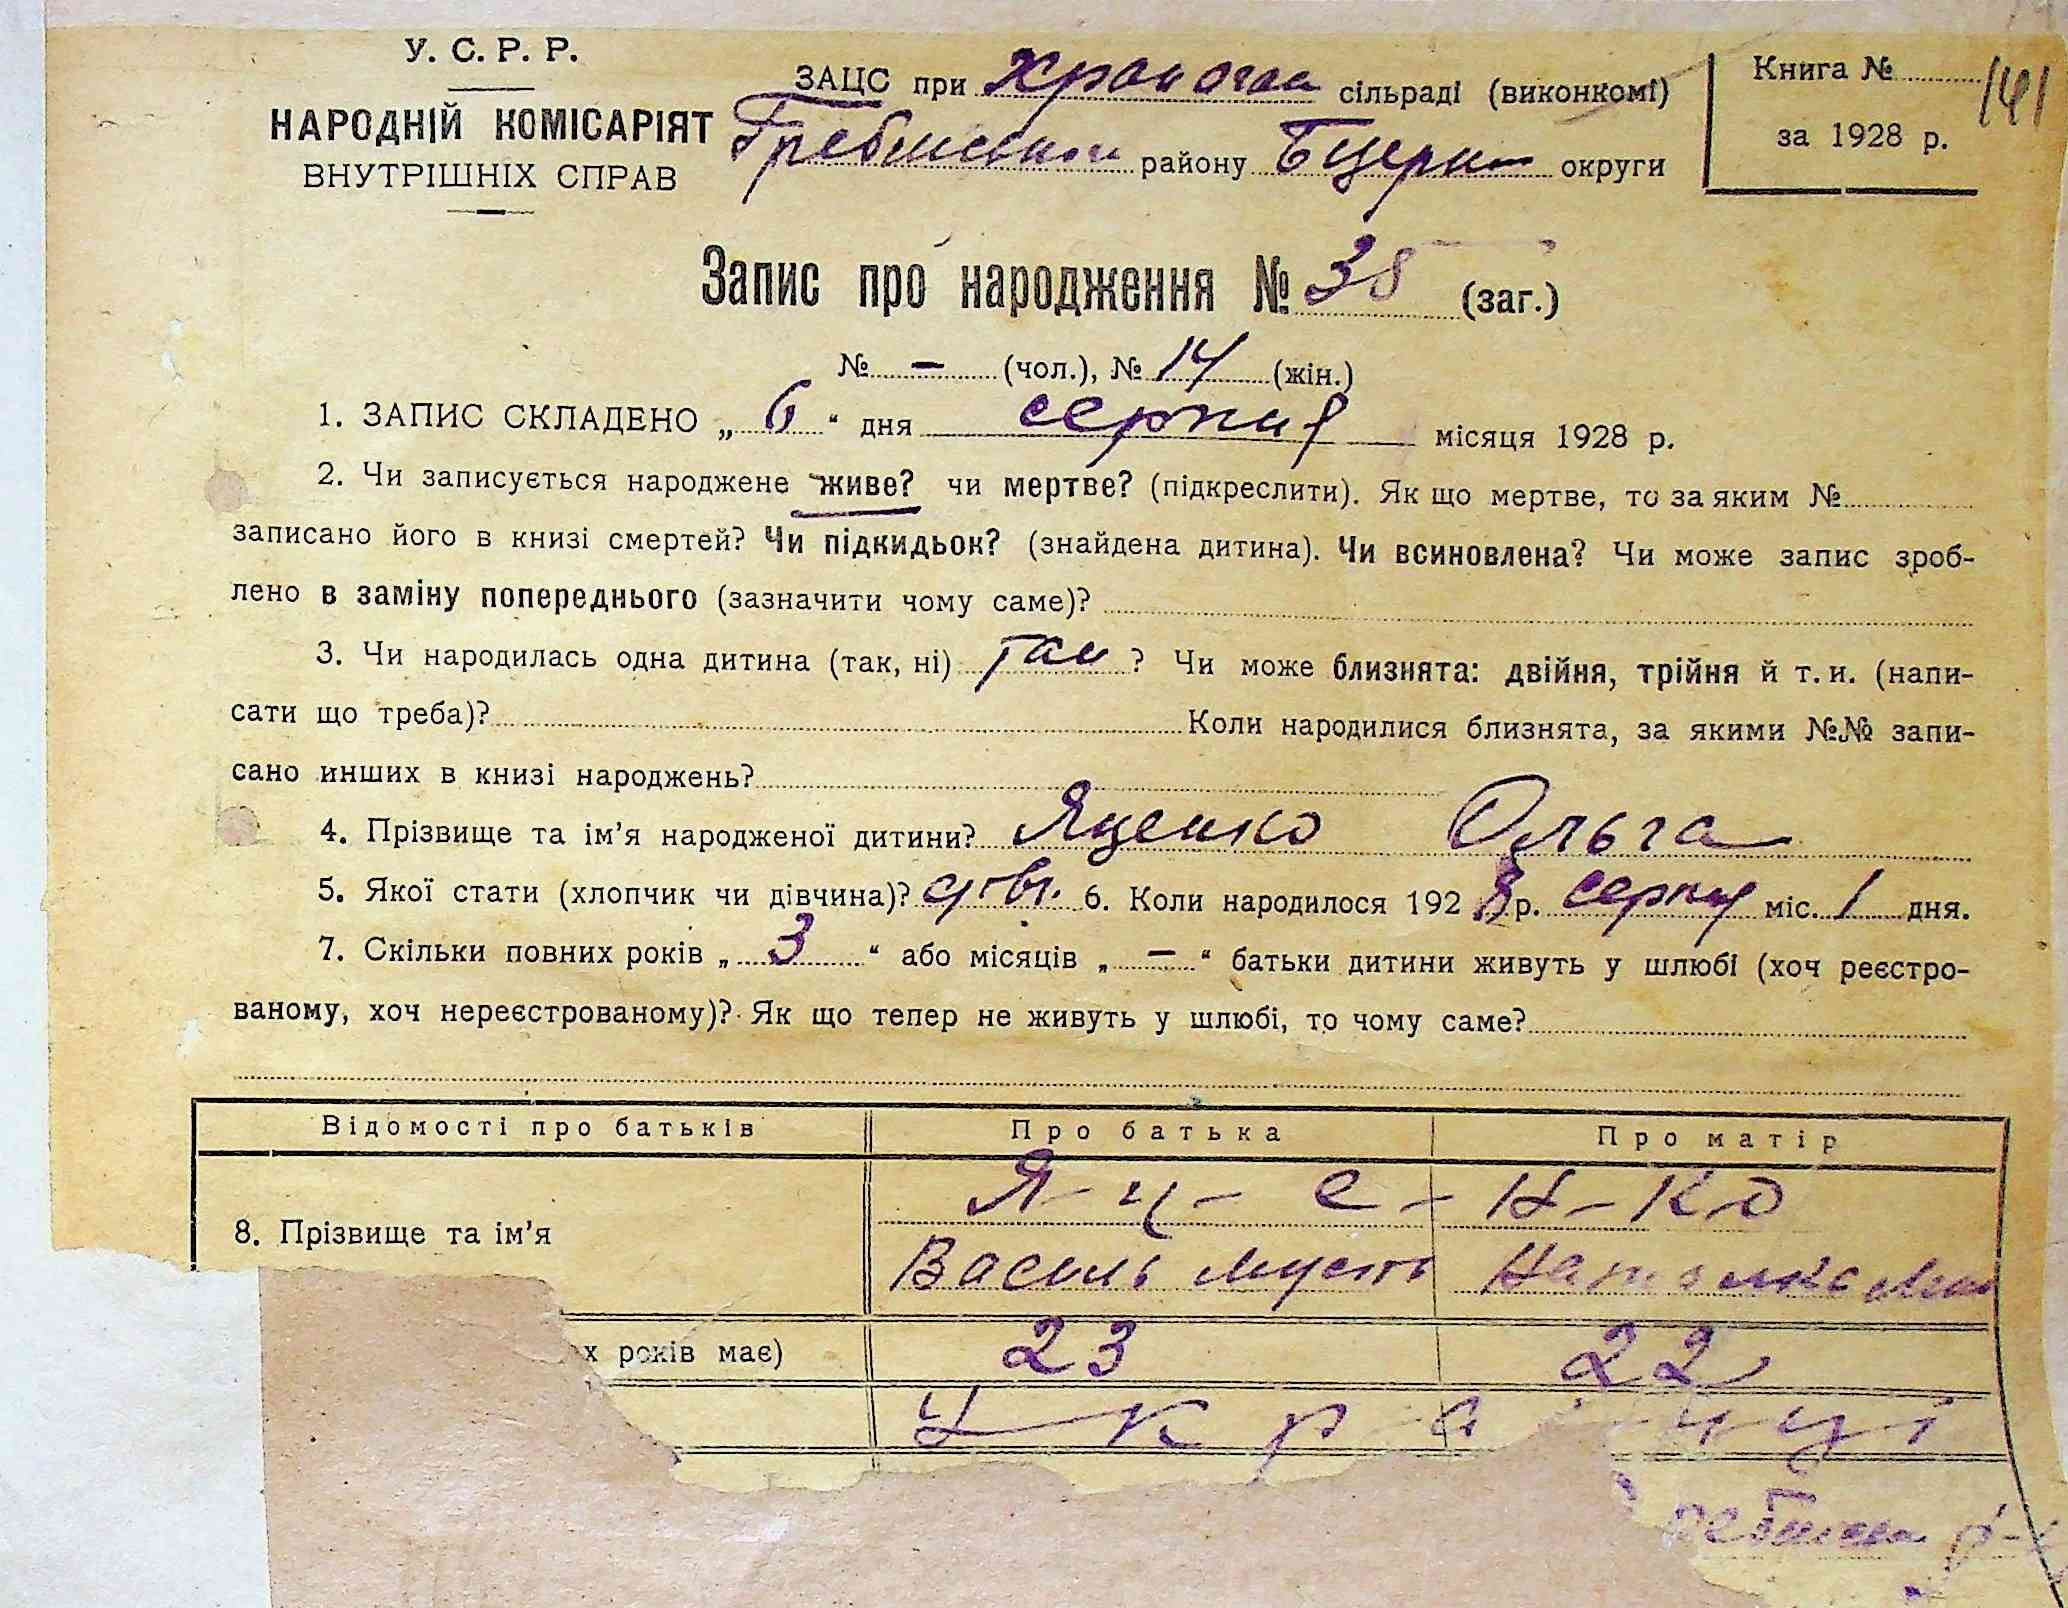 У. С. Р. Р.
НАРОДНІЙ КОМІСАРІЯТ
ВНУТРІШНІХ СПРАВ
ЗАЦС при сільраді (виконкомі)
району Бцерк округи
Книга № 141
за 1928 р.
Запис про народження № 38 (заг.)
№ — (чол.), № 14 (жін.)
1. ЗАПИС СКЛАДЕНО „ 6 “ дня серпня місяця 1928 р.
2. Чи записується народжене живе? чи мертве? (підкреслити). Як що мертве, то за яким №
записано його в книзі смертей? Чи підкидьок? (знайдена дитина). Чи всиновлена? Чи може запис зроб-
лено в заміну попереднього (зазначити чому саме)?
3. Чи народилась одна дитина (так, ні) так ? Чи може близнята: двійня, трійня й т. и. (напи-
сати що треба)? Коли народилися близнята, за якими №№ запи-
сано инших в книзі народжень?
4. Прізвище та ім’я народженої дитини? Яценко Ольга
5. Якої стати (хлопчик чи дівчина)? дівч. 6. Коли народилося 1928 р. серпня міс. 1 дня.
7. Скільки повних років „ 3 “ або місяців „ — “ батьки дитини живуть у шлюбі (хоч реєстро-
ваному, хоч нереєстрованому)? Як що тепер не живуть у шлюбі, то чому саме?
Відомості про батьків Про батька Про матір
Я - ц - е - н - к о
8. Прізвище та ім’я
Василь Наталка
х років має) 23 22
У к р а ї н ц і